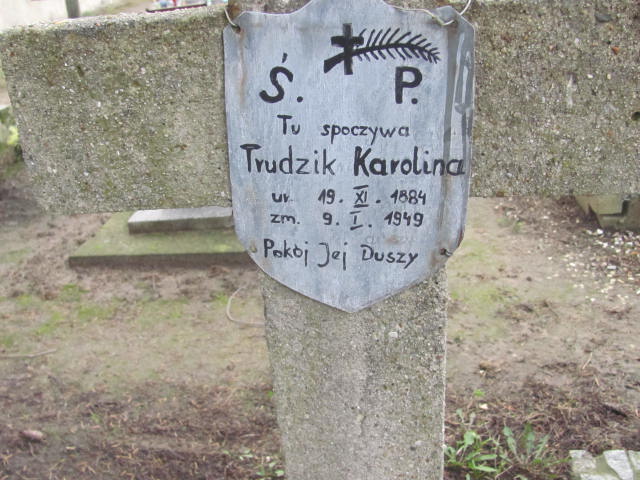 Ś. P.
Tu spoczywa
Trudzik Karolina
ur. 19. XI. 1884
zm. 9. I. 1949
Pokój Jej Duszy